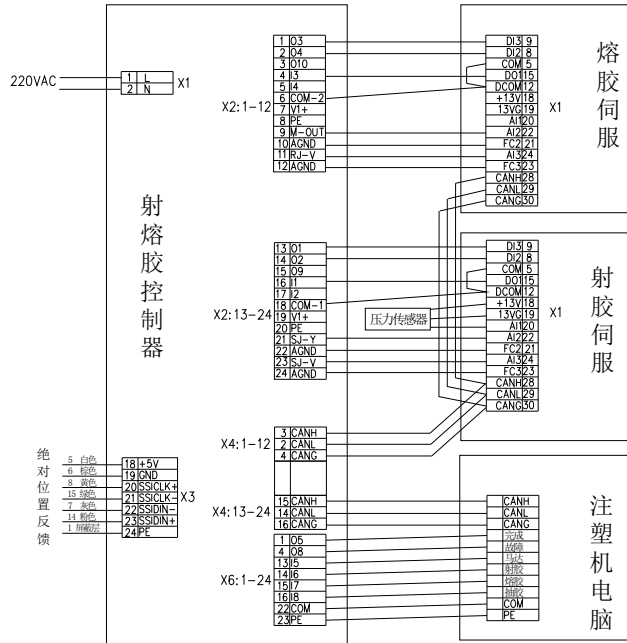 220VAC
1 L
2 N
X1
射熔胶控制器
X2:1-12
1 O3
2 O4
3 O10
4 I3
5 I4
6 COM-2
7 V1+
8 PE
9 M-OUT
10 AGND
11 RJ-V
12 AGND
DI3 9
DI2 8
COM 5
DO1 15
DCOM 12
+13V 18
13VG 19
AI1 20
AI2 22
FC2 21
AI3 24
FC3 23
CANH 28
CANL 29
CANG 30
X1
熔胶伺服
X2:13-24
13 O1
14 O2
15 O9
16 I1
17 I2
18 COM-1
19 V1+
20 PE
21 SJ-Y
22 AGND
23 SJ-V
24 AGND
压力传感器
DI3 9
DI2 8
COM 5
DO1 15
DCOM 12
+13V 18
13VG 19
AI1 20
AI2 22
FC2 21
AI3 24
FC3 23
CANH 28
CANL 29
CANG 30
X1
射胶伺服
X4:1-12
3 CANH
2 CANL
4 CANG
X4:13-24
15 CANH
14 CANL
16 CANG
X6:1-24
1 O5
4 O8
13 I5
14 I6
15 I7
16 I8
22 COM
23 PE
CANH
CANL
CANG
完成
故障
马达
射胶
熔胶
抽胶
COM
PE
注塑机电脑
绝对位置反馈
5 白色
6 棕色
8 黄色
15 绿色
7 灰色
14 粉色
1 屏蔽层
18 +5V
19 GND
20 SSICLK+
21 SSICLK-
22 SSIDIN-
23 SSIDIN+
24 PE
X3